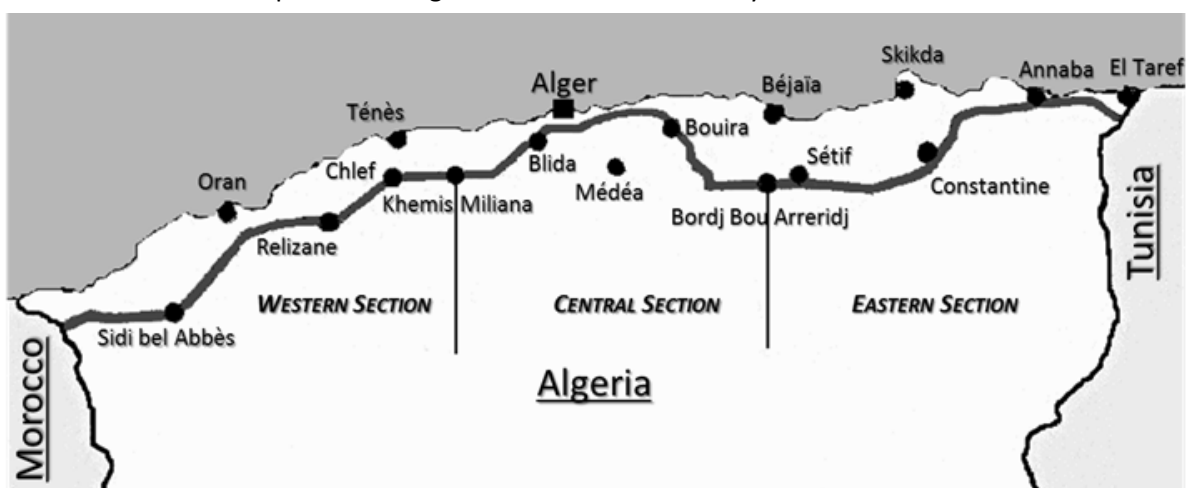 Skikda
Annaba
El Taref
Alger
Béjaïa
Ténès
Bouira
Sétif
Blida
Chlef
Médéa
Oran
Khemis Miliana
Constantine
Bordj Bou Arreridj
Relizane
Tunisia
WESTERN SECTION
CENTRAL SECTION
EASTERN SECTION
Sidi bel Abbès
Algeria
Morocco